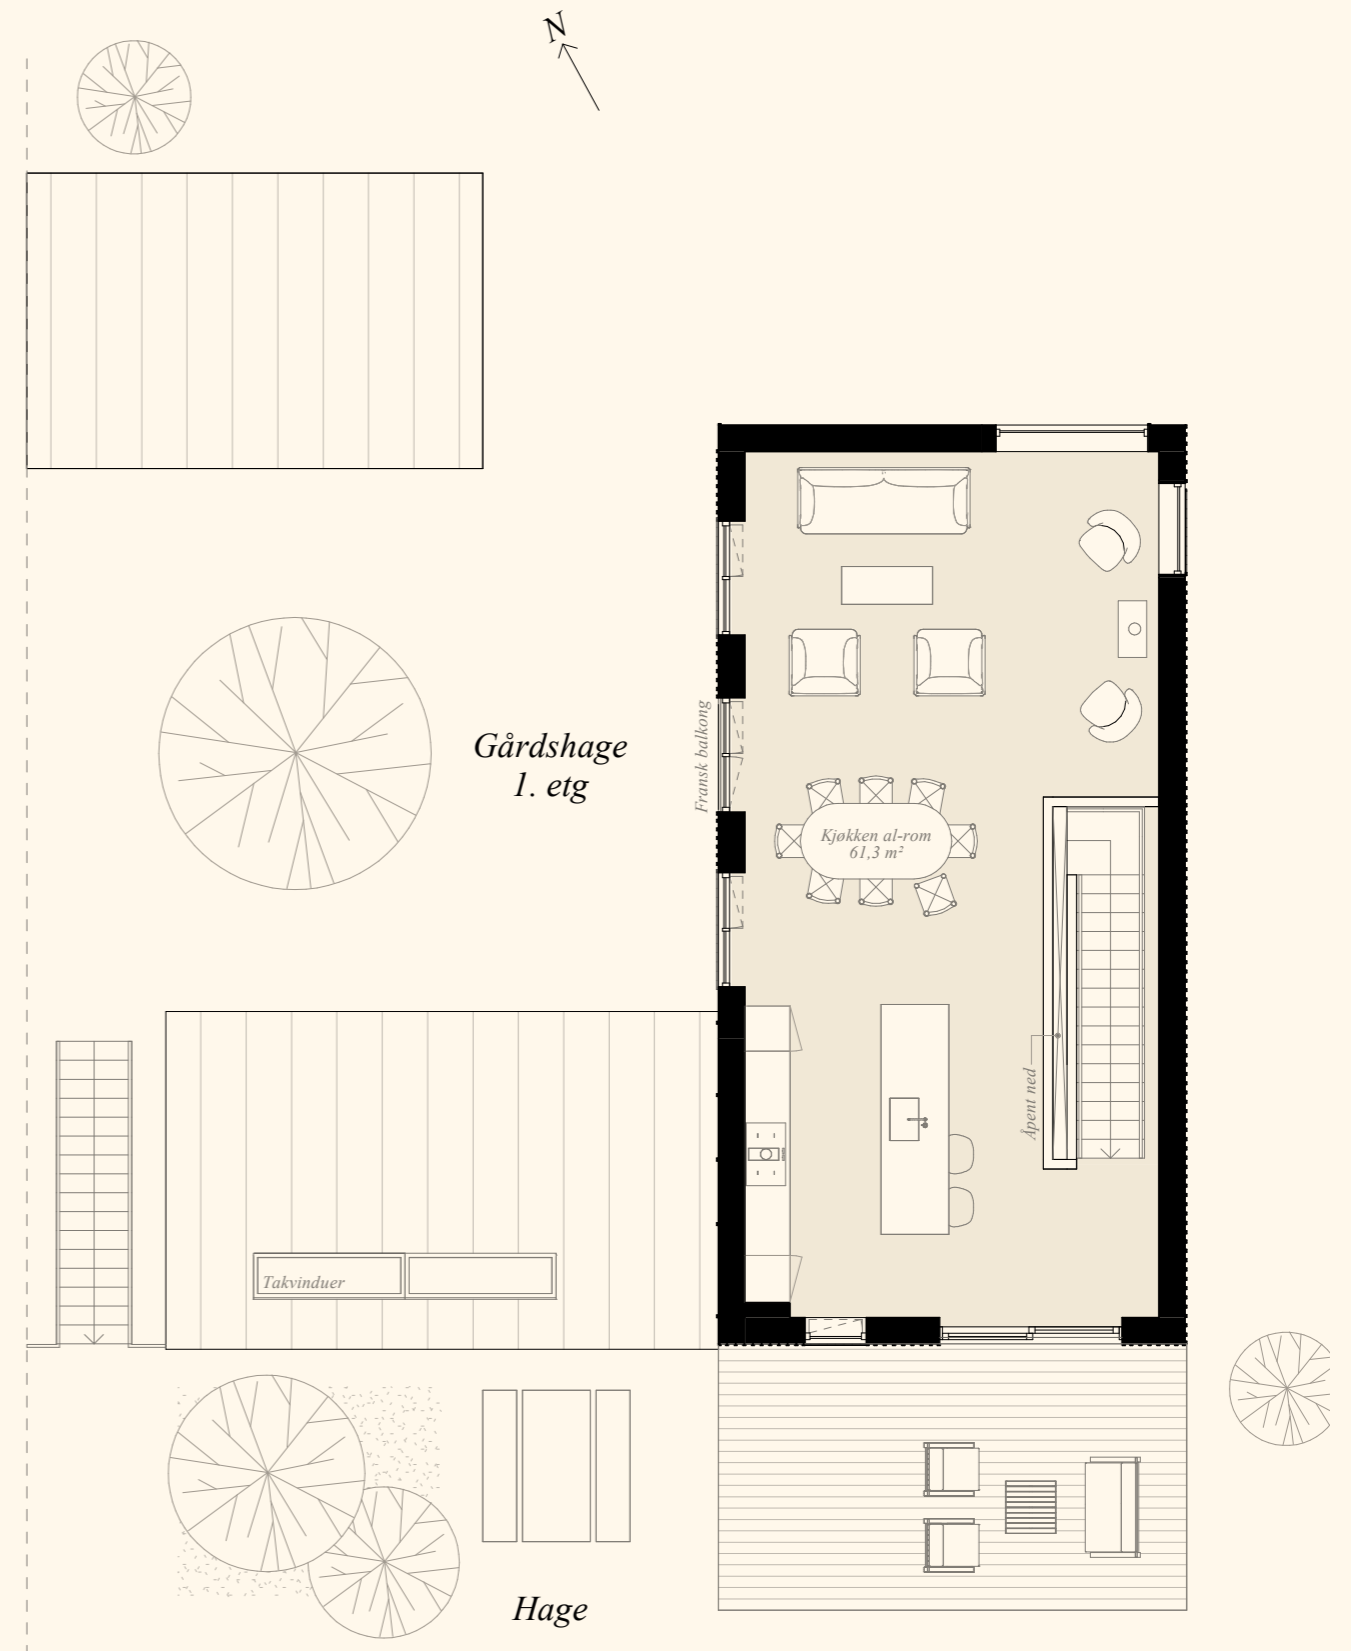 N
Gårdshage
1. etg
Fransk balkong
Kjøkken al-rom
61,3 m²
Åpent ned
Takvinduer
Hage